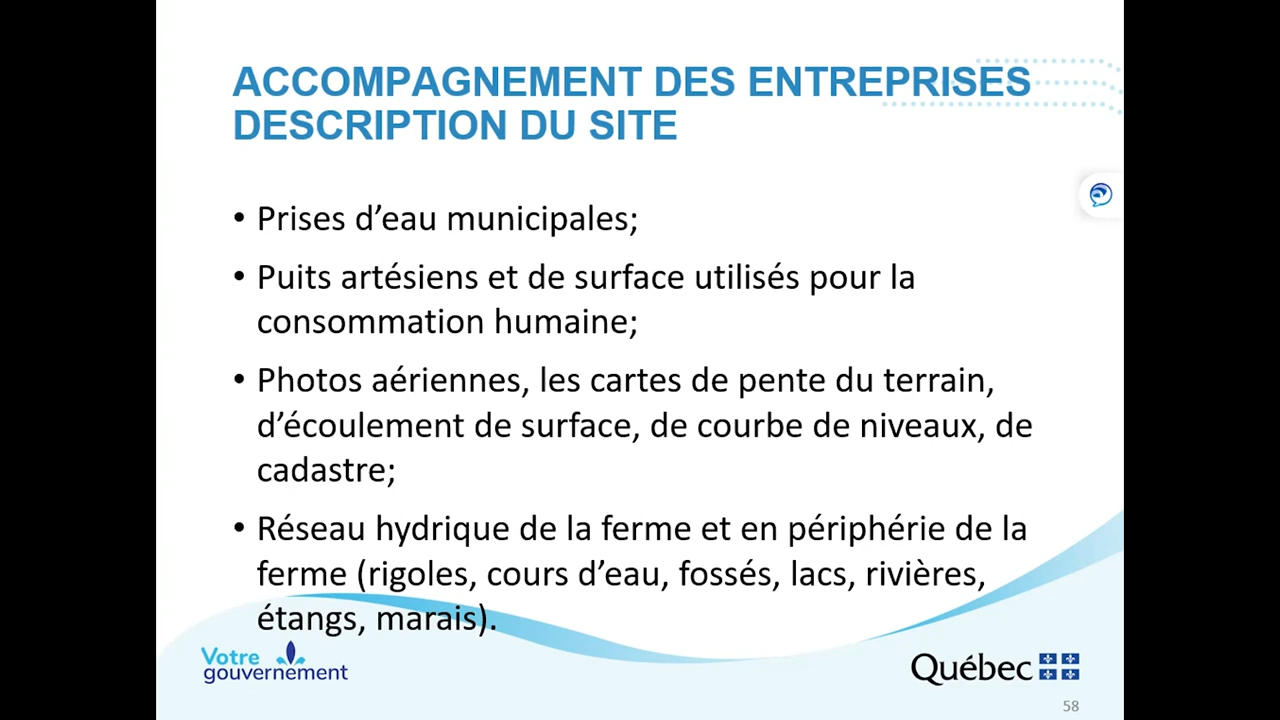 ACCOMPAGNEMENT DES ENTREPRISES
DESCRIPTION DU SITE
• Prises d’eau municipales;
• Puits artésiens et de surface utilisés pour la
consommation humaine;
• Photos aériennes, les cartes de pente du terrain,
d’écoulement de surface, de courbe de niveaux, de
cadastre;
• Réseau hydrique de la ferme et en périphérie de la
ferme (rigoles, cours d’eau, fossés, lacs, rivières,
étangs, marais).
Votre
gouvernement
Québec
58